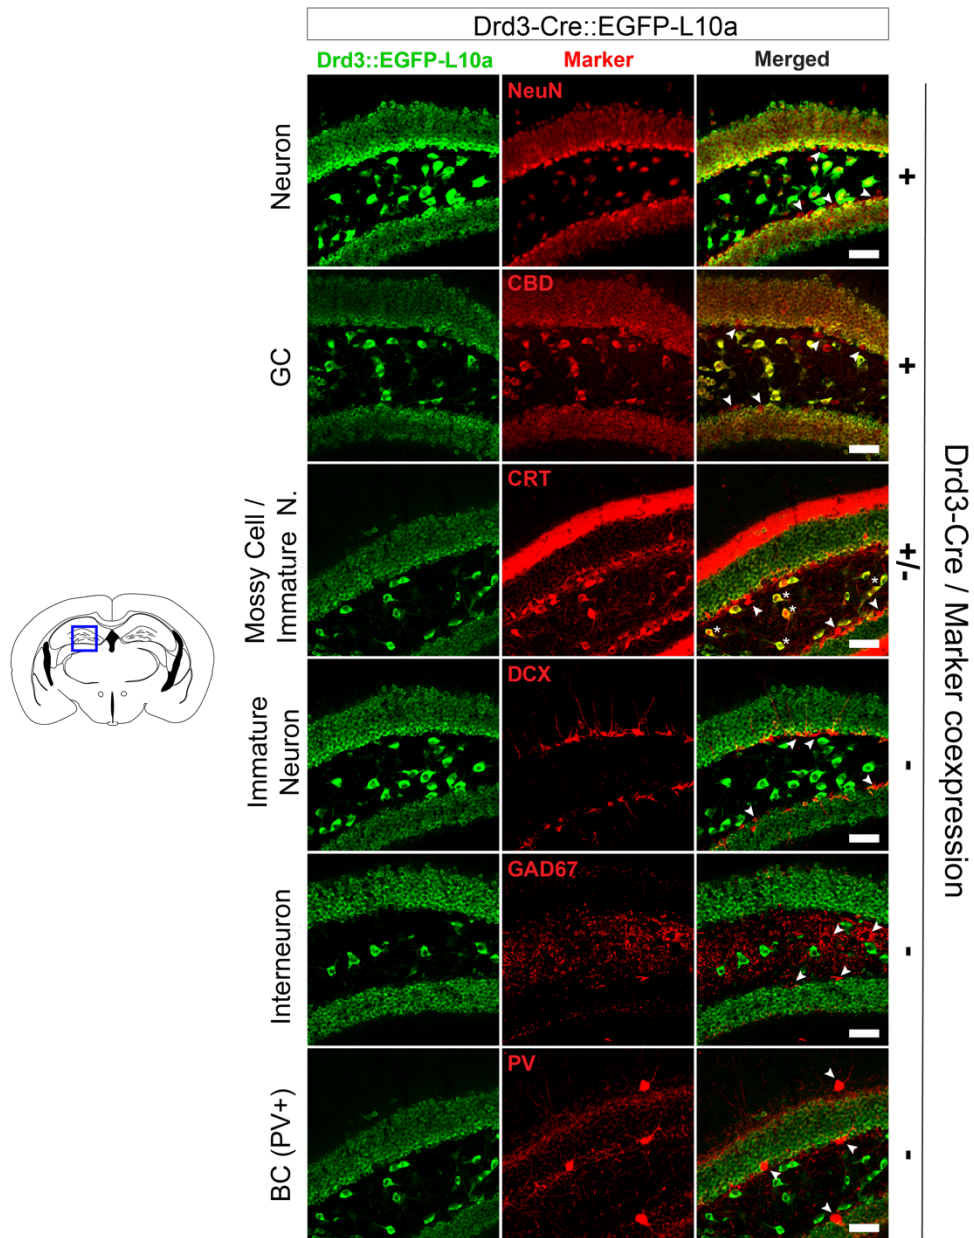 Drd3-Cre::EGFP-L10a
Drd3::EGFP-L10a
Marker
Merged
Neuron
NeuN
+
GC
CBD
+
Mossy Cell /
Immature N.
CRT
*
*
*
*
*
+/-
Immature
Neuron
DCX
-
Interneuron
GAD67
-
BC (PV+)
PV
-
Drd3-Cre / Marker coexpression